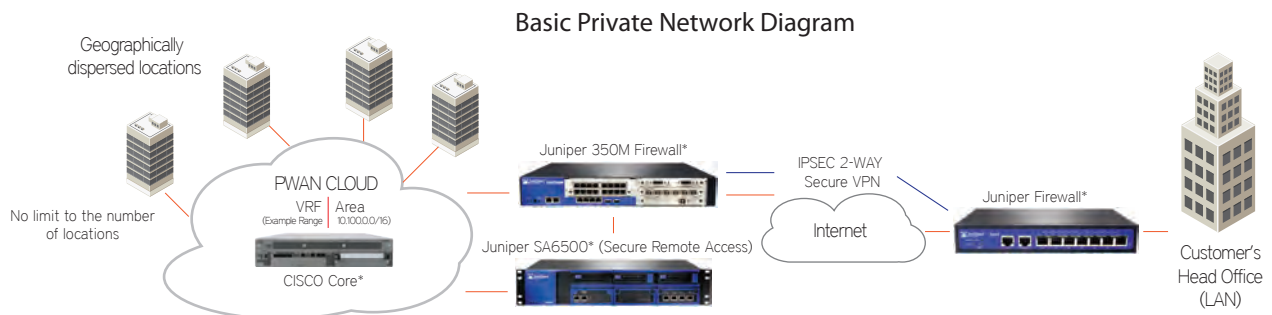 Basic Private Network Diagram
Geographically
dispersed locations
No limit to the number
of locations
PWAN CLOUD
VRF Area
(Example Range 10.100.0.0/16)
CISCO Core*
Juniper 350M Firewall*
Juniper SA6500* (Secure Remote Access)
IPSEC 2-WAY
Secure VPN
Internet
Juniper Firewall*
Customer's
Head Office
(LAN)